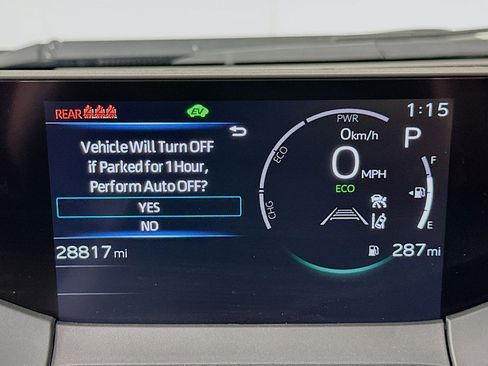 REAR
EV
1:15
PWR
0km/h
P
Vehicle Will Turn OFF
if Parked for 1 Hour,
Perform Auto OFF?
YES
NO
ECO
0 MPH
ECO
CHG
F
E
28817 mi
287 mi